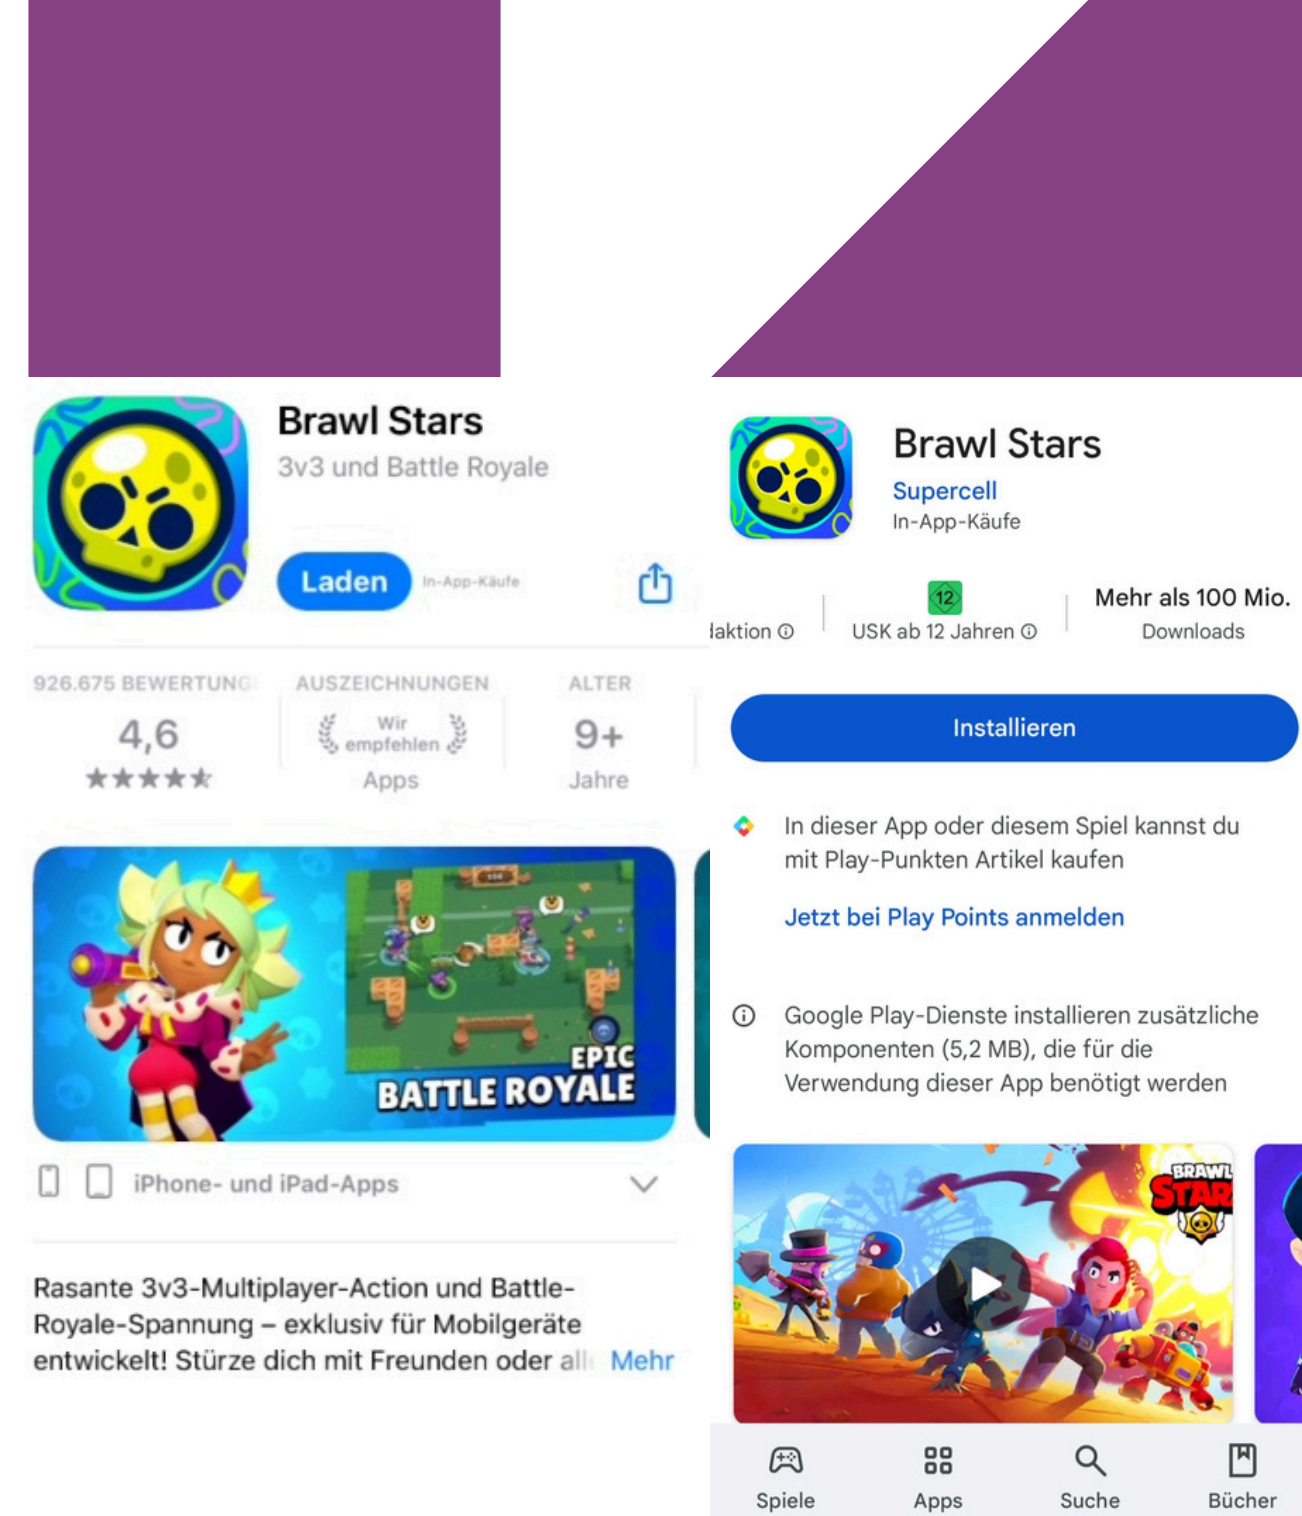 Brawl Stars
3v3 und Battle Royale
Laden
In-App-Käufe
926.675 BEWERTUNG
4,6
AUSZEICHNUNGEN
Wir
empfehlen
Apps
ALTER
9+
Jahre
EPIC
BATTLE ROYALE
iPhone- und iPad-Apps
Rasante 3v3-Multiplayer-Action und Battle-
Royale-Spannung – exklusiv für Mobilgeräte
entwickelt! Stürze dich mit Freunden oder alle Mehr
Brawl Stars
Supercell
In-App-Käufe
daktion
12
USK ab 12 Jahren
Mehr als 100 Mio.
Downloads
Installieren
In dieser App oder diesem Spiel kannst du
mit Play-Punkten Artikel kaufen
Jetzt bei Play Points anmelden
Google Play-Dienste installieren zusätzliche
Komponenten (5,2 MB), die für die
Verwendung dieser App benötigt werden
BRAWL
STAR
Spiele
Apps
Suche
Bücher